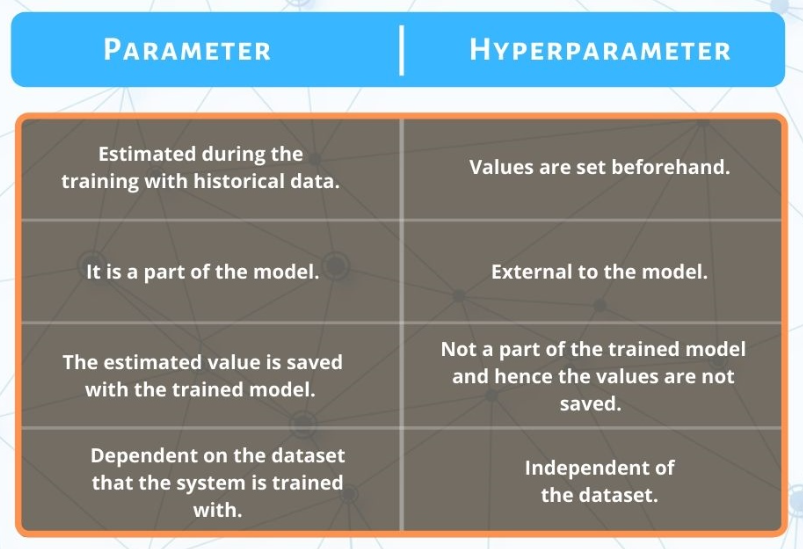 PARAMETER
HYPERPARAMETER
Estimated during the
training with historical data.
Values are set beforehand.
It is a part of the model.
External to the model.
The estimated value is saved
with the trained model.
Not a part of the trained model
and hence the values are not
saved.
Dependent on the dataset
that the system is trained
with.
Independent of
the dataset.